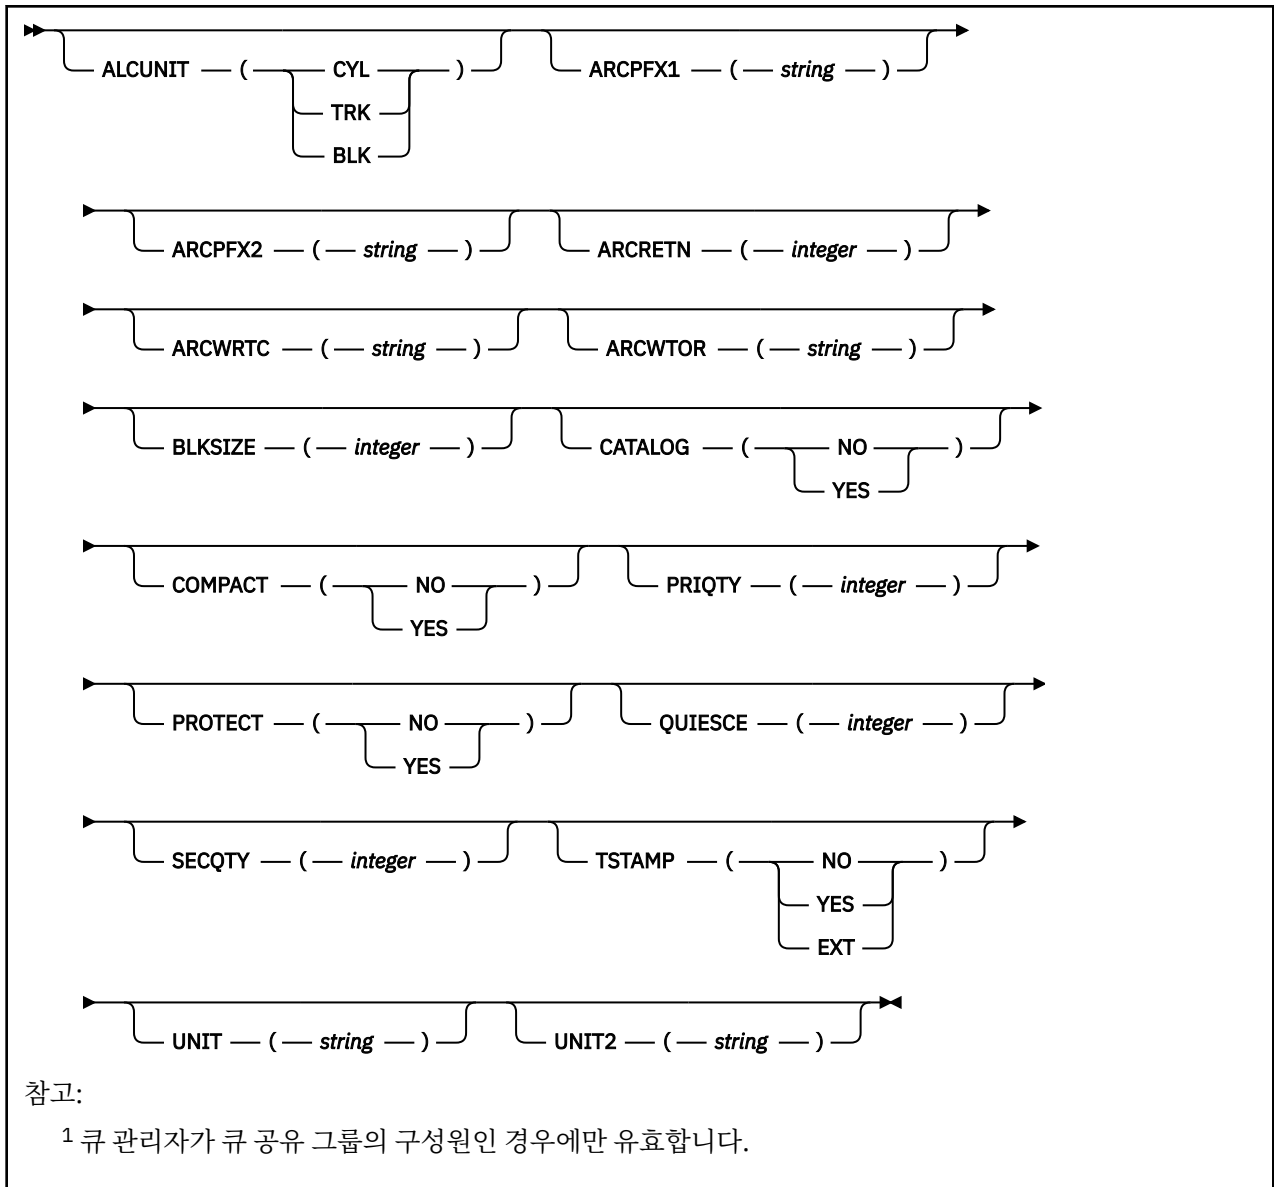 ALCUNIT ( CYL ) ARCPFX1 ( string )
TRK
BLK
ARCPFX2 ( string ) ARCRETN ( integer )
ARCWRTC ( string ) ARCWTOR ( string )
BLKSIZE ( integer ) CATALOG ( NO )
YES
COMPACT ( NO ) PRIQTY ( integer )
YES
PROTECT ( NO ) QUIESCE ( integer )
YES
SECQTY ( integer ) TSTAMP ( NO )
YES
EXT
UNIT ( string ) UNIT2 ( string )
참고:
1 큐 관리자가 큐 공유 그룹의 구성원인 경우에만 유효합니다.